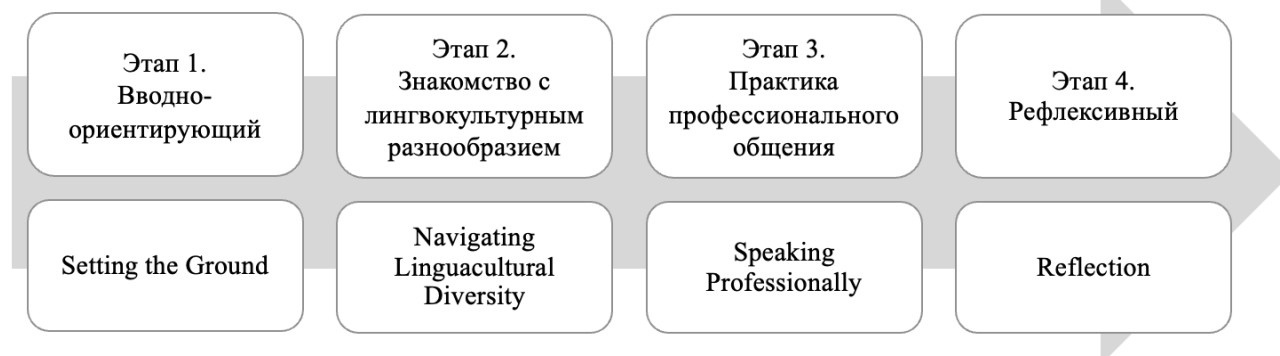 Этап 1.
Вводно-
ориентирующий
Этап 2.
Знакомство с
лингвокультурным
разнообразием
Этап 3.
Практика
профессионального
общения
Этап 4.
Рефлексивный
Setting the Ground
Navigating
Linguacultural
Diversity
Speaking
Professionally
Reflection